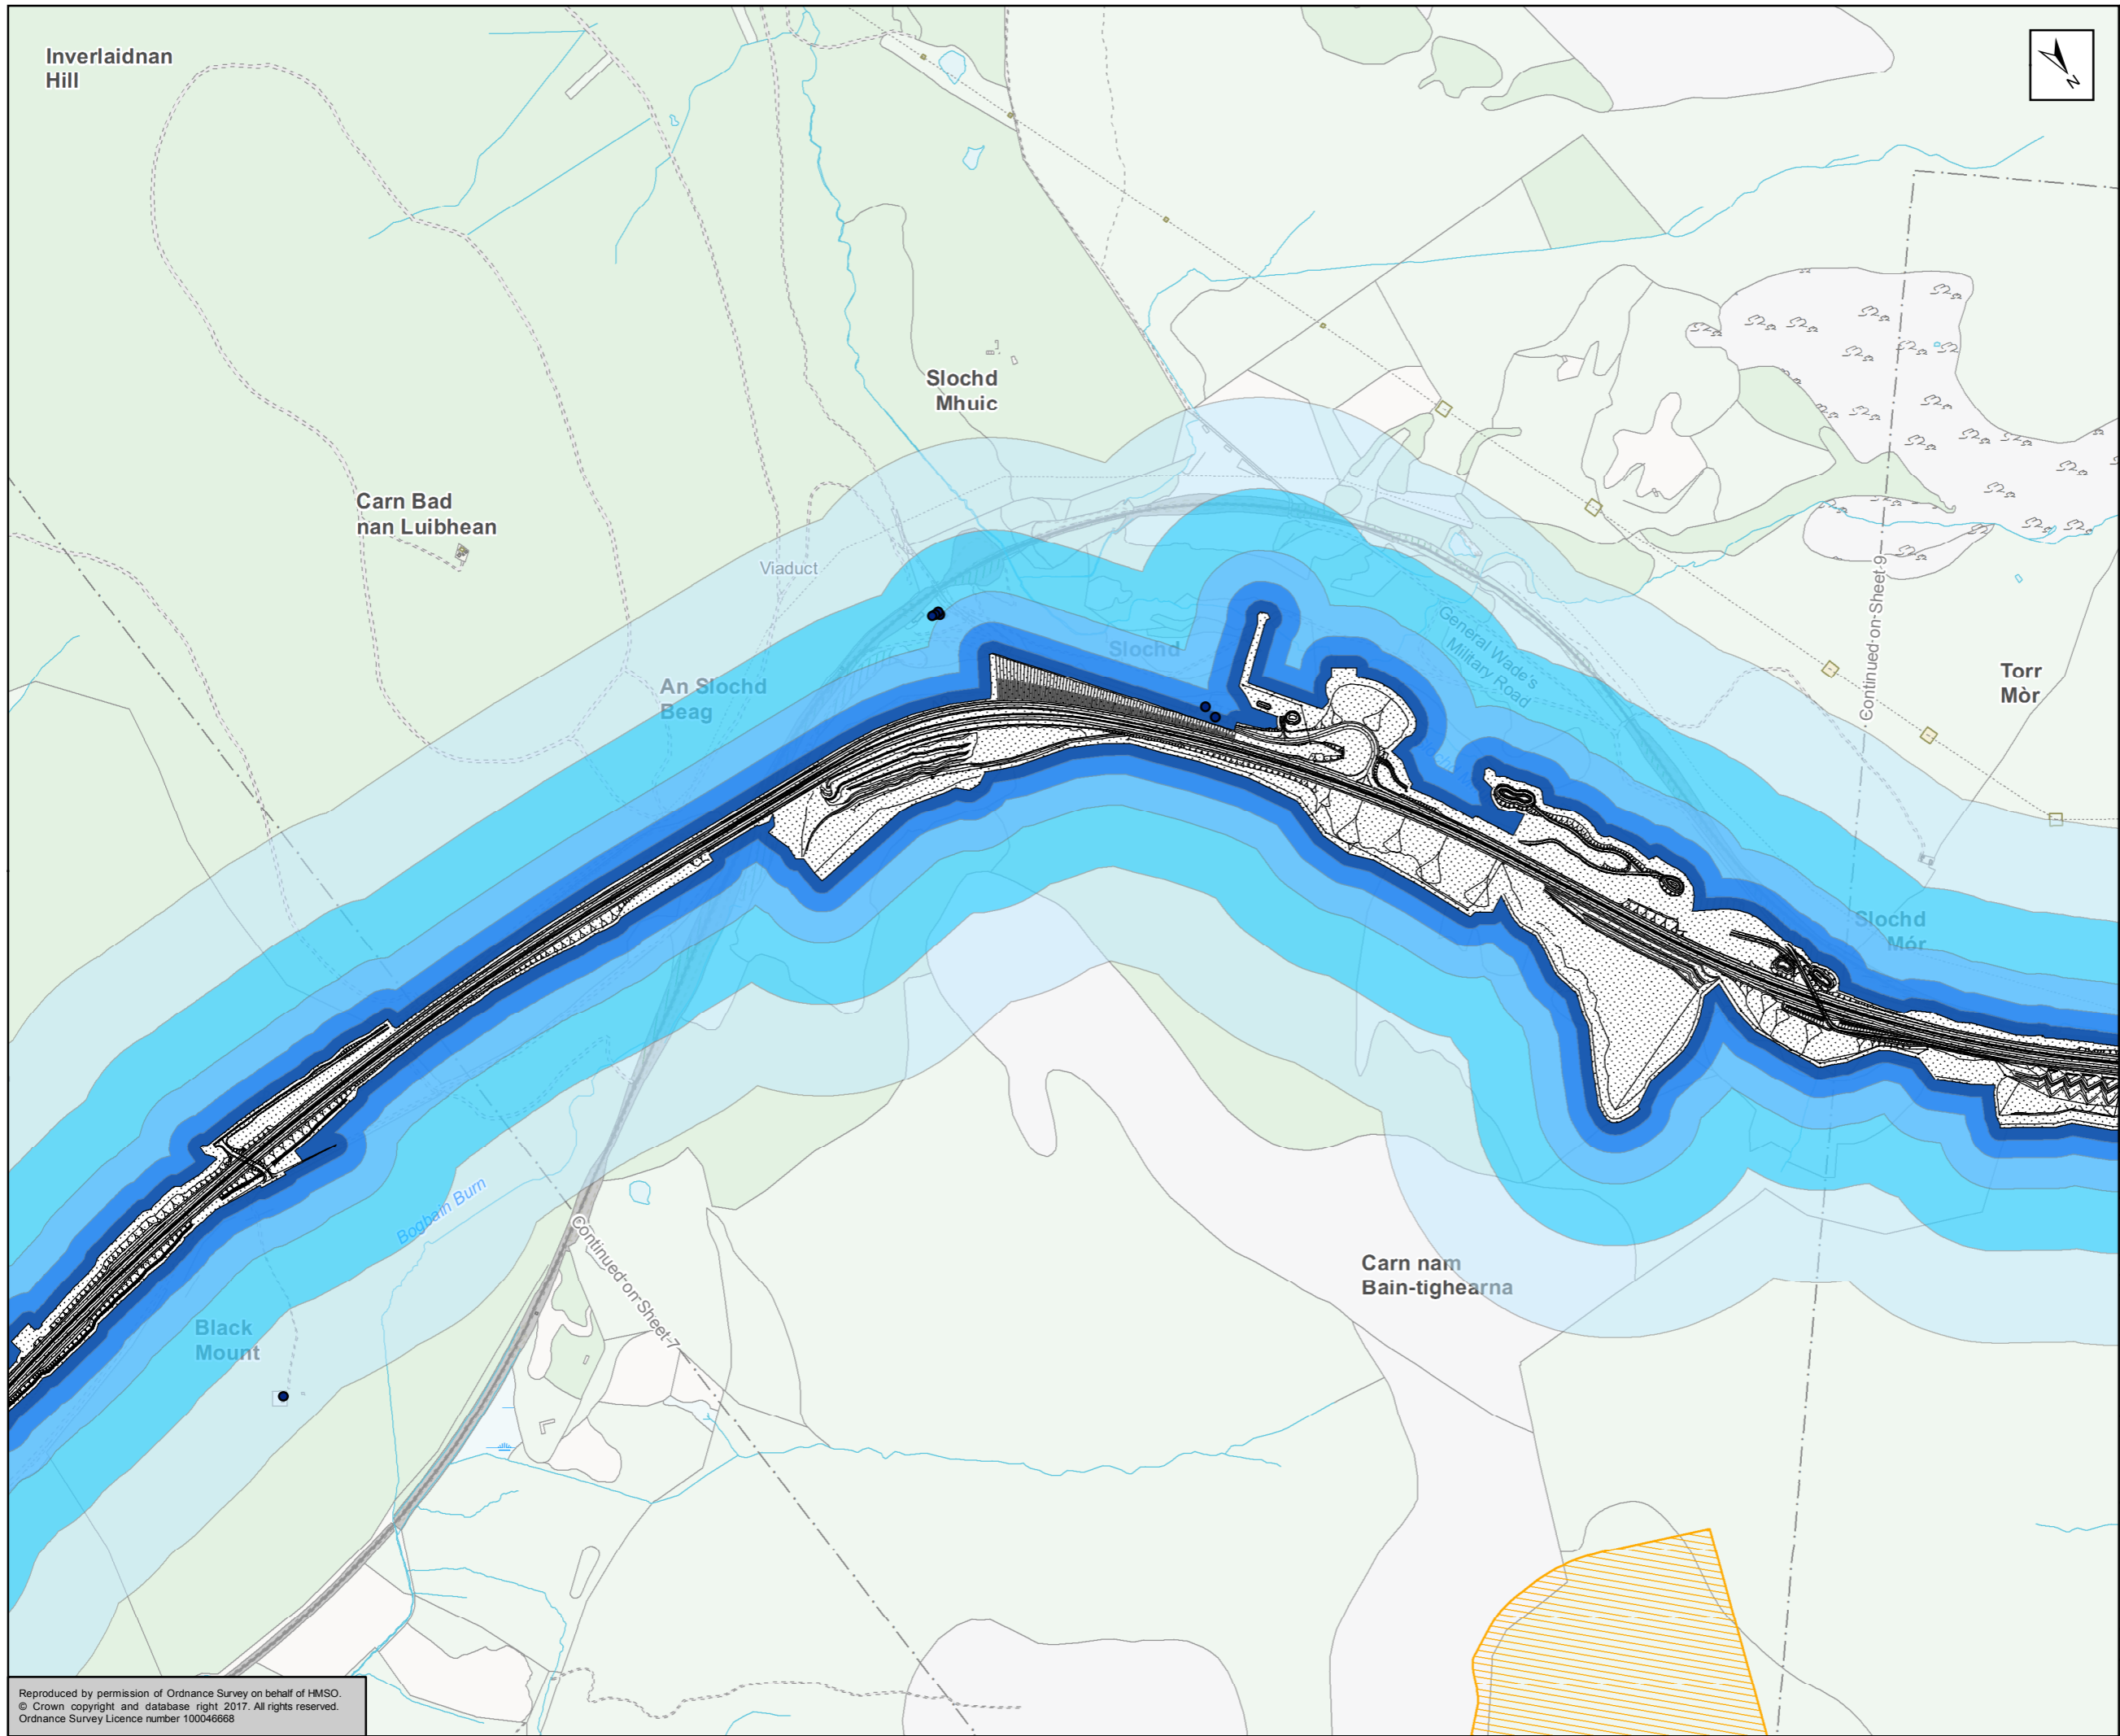 Inverlaidnan
Hill
N
Slochd
Mhuic
Carn Bad
nan Luibhean
Viaduct
An Slochd
Beag
Slochd
General Wade's
Military Road
Continued on Sheet 9
Torr
Mòr
Slochd
Mór
Bogbain Burn
Continued on Sheet 7
Black
Mount
Carn nam
Bain-tighearna
Reproduced by permission of Ordnance Survey on behalf of HMSO.
© Crown copyright and database right 2017. All rights reserved.
Ordnance Survey Licence number 100046668